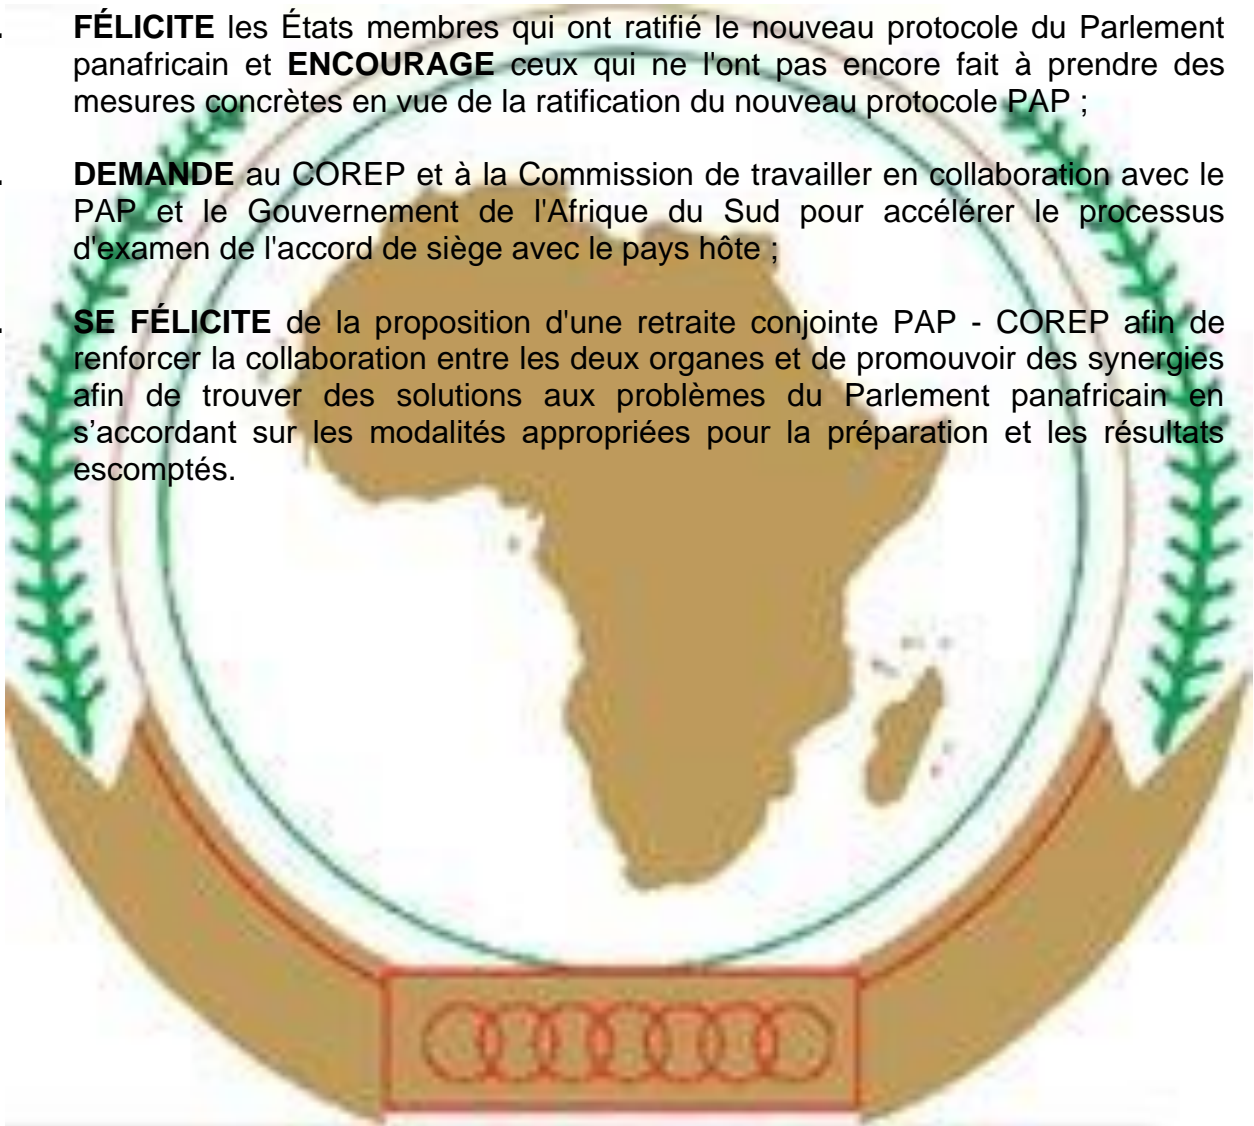 . FÉLICITE les États membres qui ont ratifié le nouveau protocole du Parlement
panafricain et ENCOURAGE ceux qui ne l'ont pas encore fait à prendre des
mesures concrètes en vue de la ratification du nouveau protocole PAP ;
. DEMANDE au COREP et à la Commission de travailler en collaboration avec le
PAP et le Gouvernement de l'Afrique du Sud pour accélérer le processus
d'examen de l'accord de siège avec le pays hôte ;
. SE FÉLICITE de la proposition d'une retraite conjointe PAP - COREP afin de
renforcer la collaboration entre les deux organes et de promouvoir des synergies
afin de trouver des solutions aux problèmes du Parlement panafricain en
s’accordant sur les modalités appropriées pour la préparation et les résultats
escomptés.